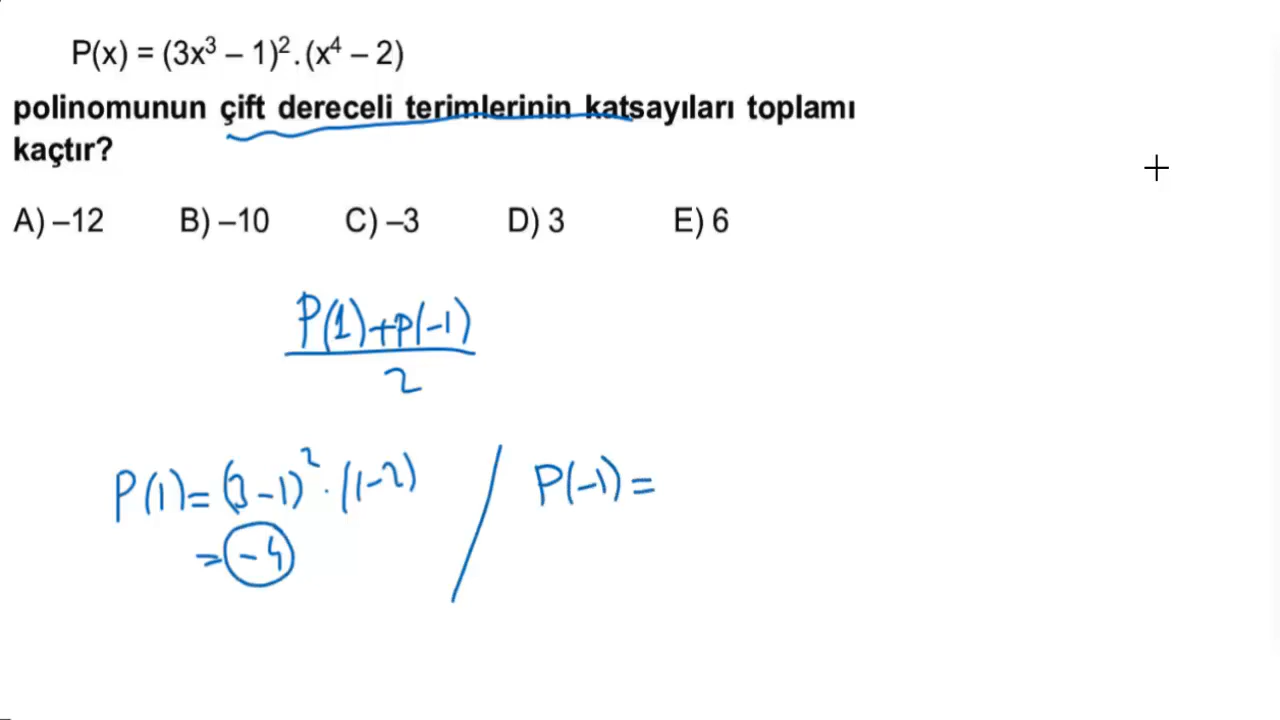 P(x) = (3x³ – 1)².(x⁴ – 2)
polinomunun çift dereceli terimlerinin katsayıları toplamı
kaçtır?
A) –12 B) –10 C) –3 D) 3 E) 6
P(1)+P(-1)
2
P(1)=(3-1)²·(1-2) / P(-1)=
=-4